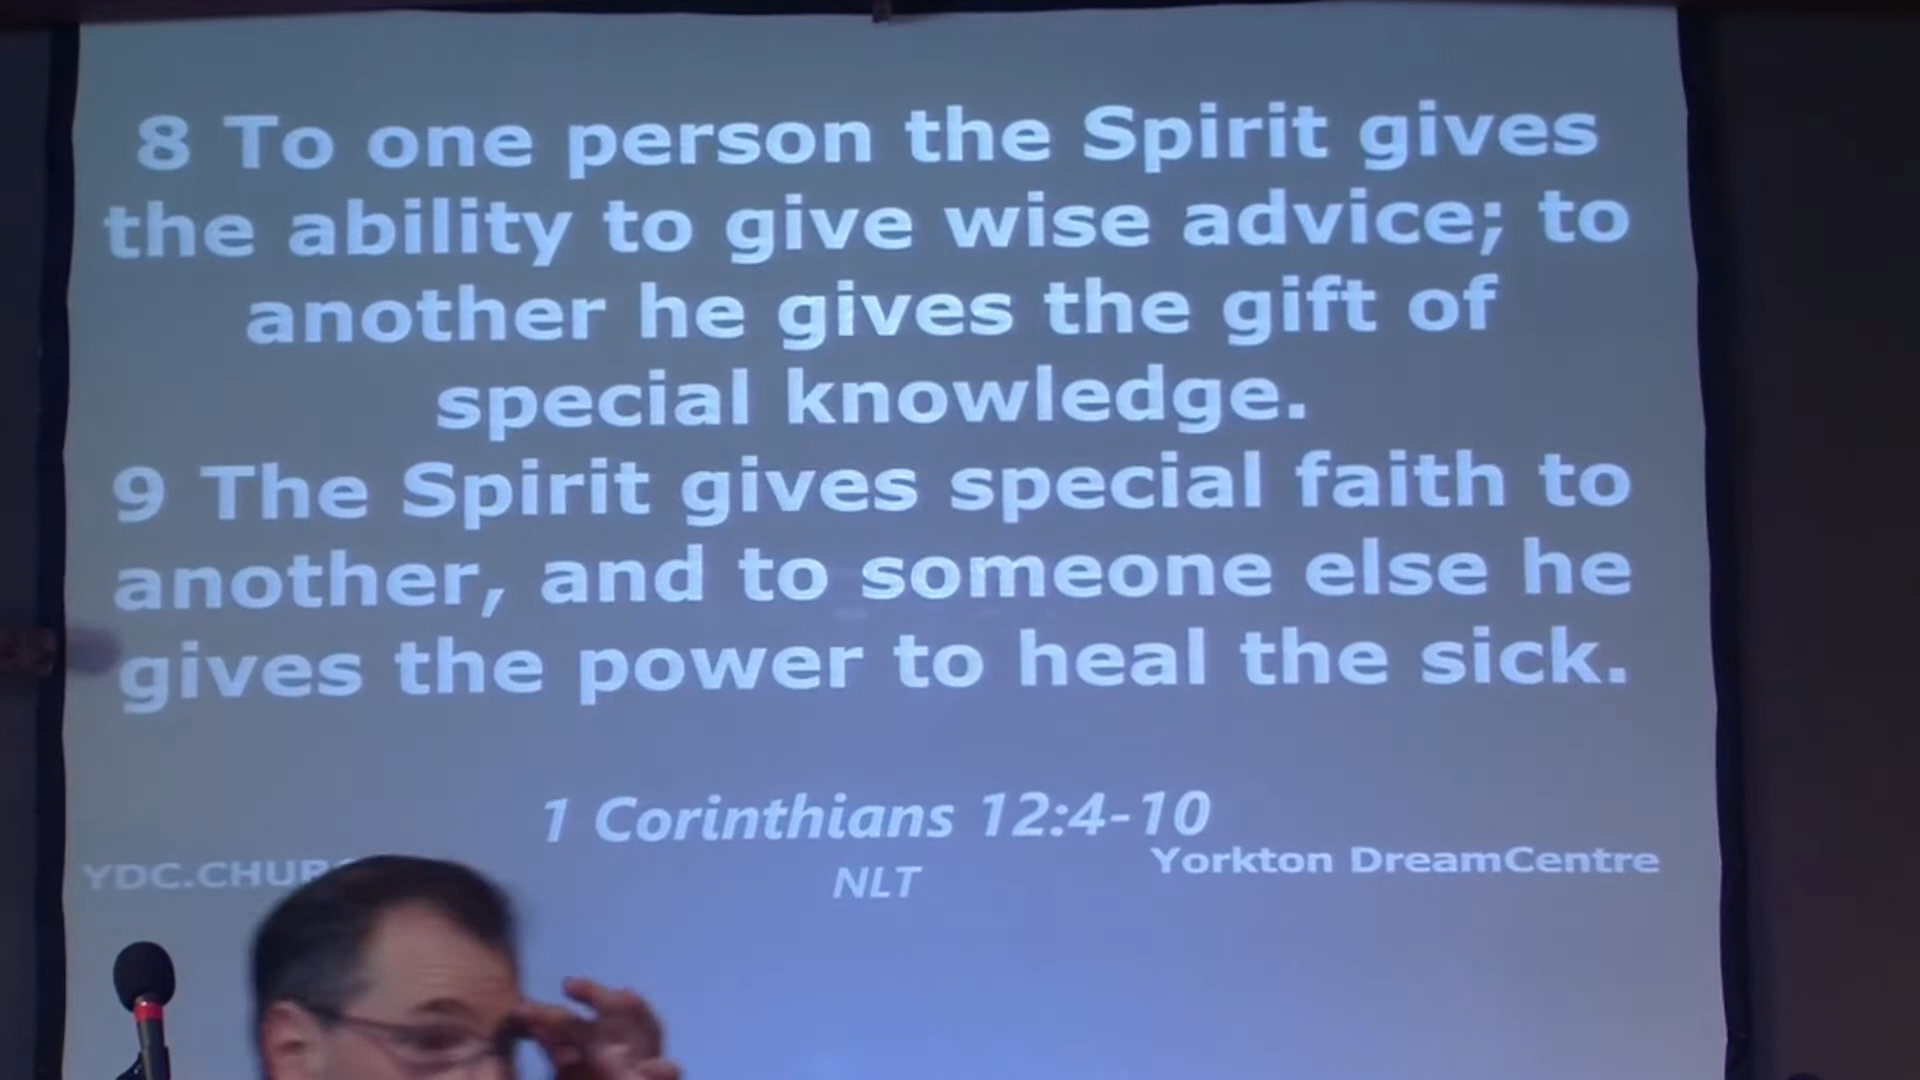 8 To one person the Spirit gives
the ability to give wise advice; to
another he gives the gift of
special knowledge.
9 The Spirit gives special faith to
another, and to someone else he
gives the power to heal the sick.
1 Corinthians 12:4-10
NLT
Yorkton DreamCentre